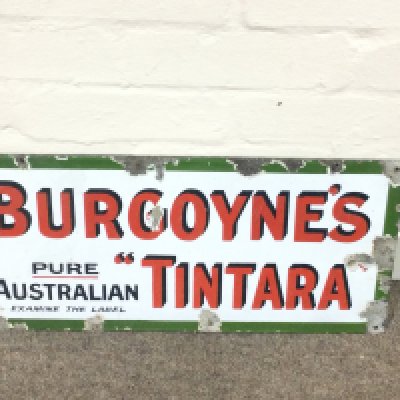 BURGOYNE'S
PURE "TINTARA
AUSTRALIAN
EXAMINE THE LABEL